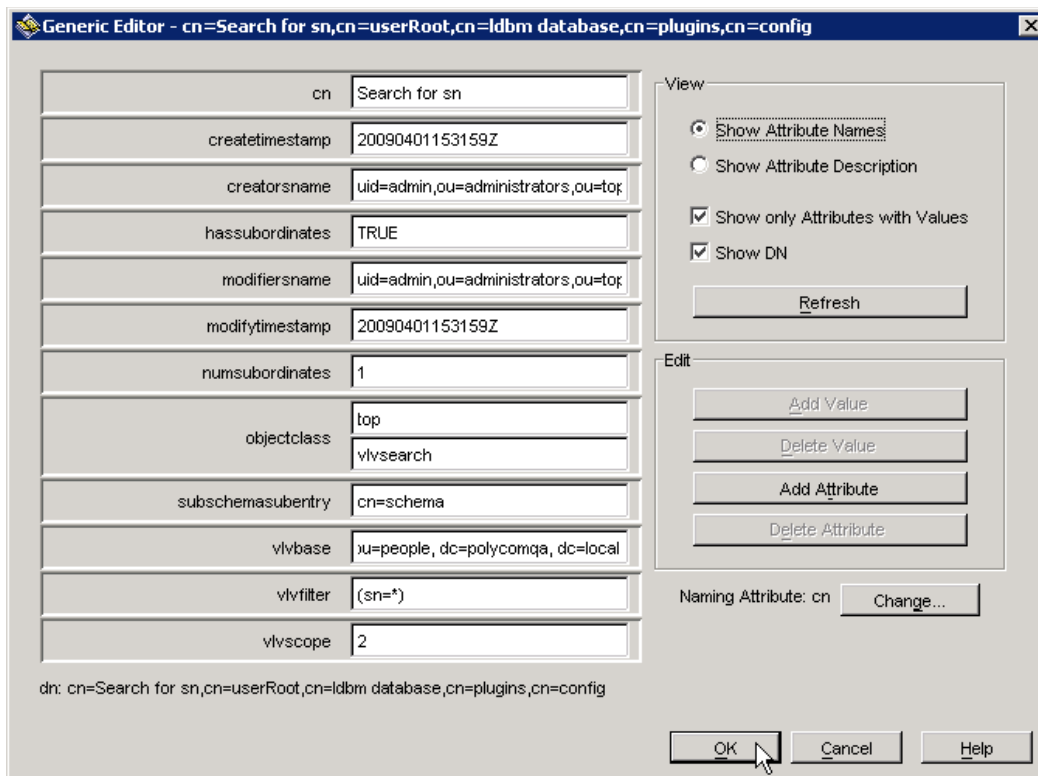 Generic Editor - cn=Search for sn,cn=userRoot,cn=ldbm database,cn=plugins,cn=config
cn Search for sn
createtimestamp 20090401153159Z
creatorsname uid=admin,ou=administrators,ou=top
hassubordinates TRUE
modifiersname uid=admin,ou=administrators,ou=top
modifytimestamp 20090401153159Z
numsubordinates 1
objectclass top
vlvsearch
subschemasubentry cn=schema
vlvbase ou=people, dc=polycomqa, dc=local
vlvfilter (sn=*)
vlvscope 2
dn: cn=Search for sn,cn=userRoot,cn=ldbm database,cn=plugins,cn=config
View
Show Attribute Names
Show Attribute Description
Show only Attributes with Values
Show DN
Refresh
Edit
Add Value
Delete Value
Add Attribute
Delete Attribute
Naming Attribute: cn Change...
OK Cancel Help